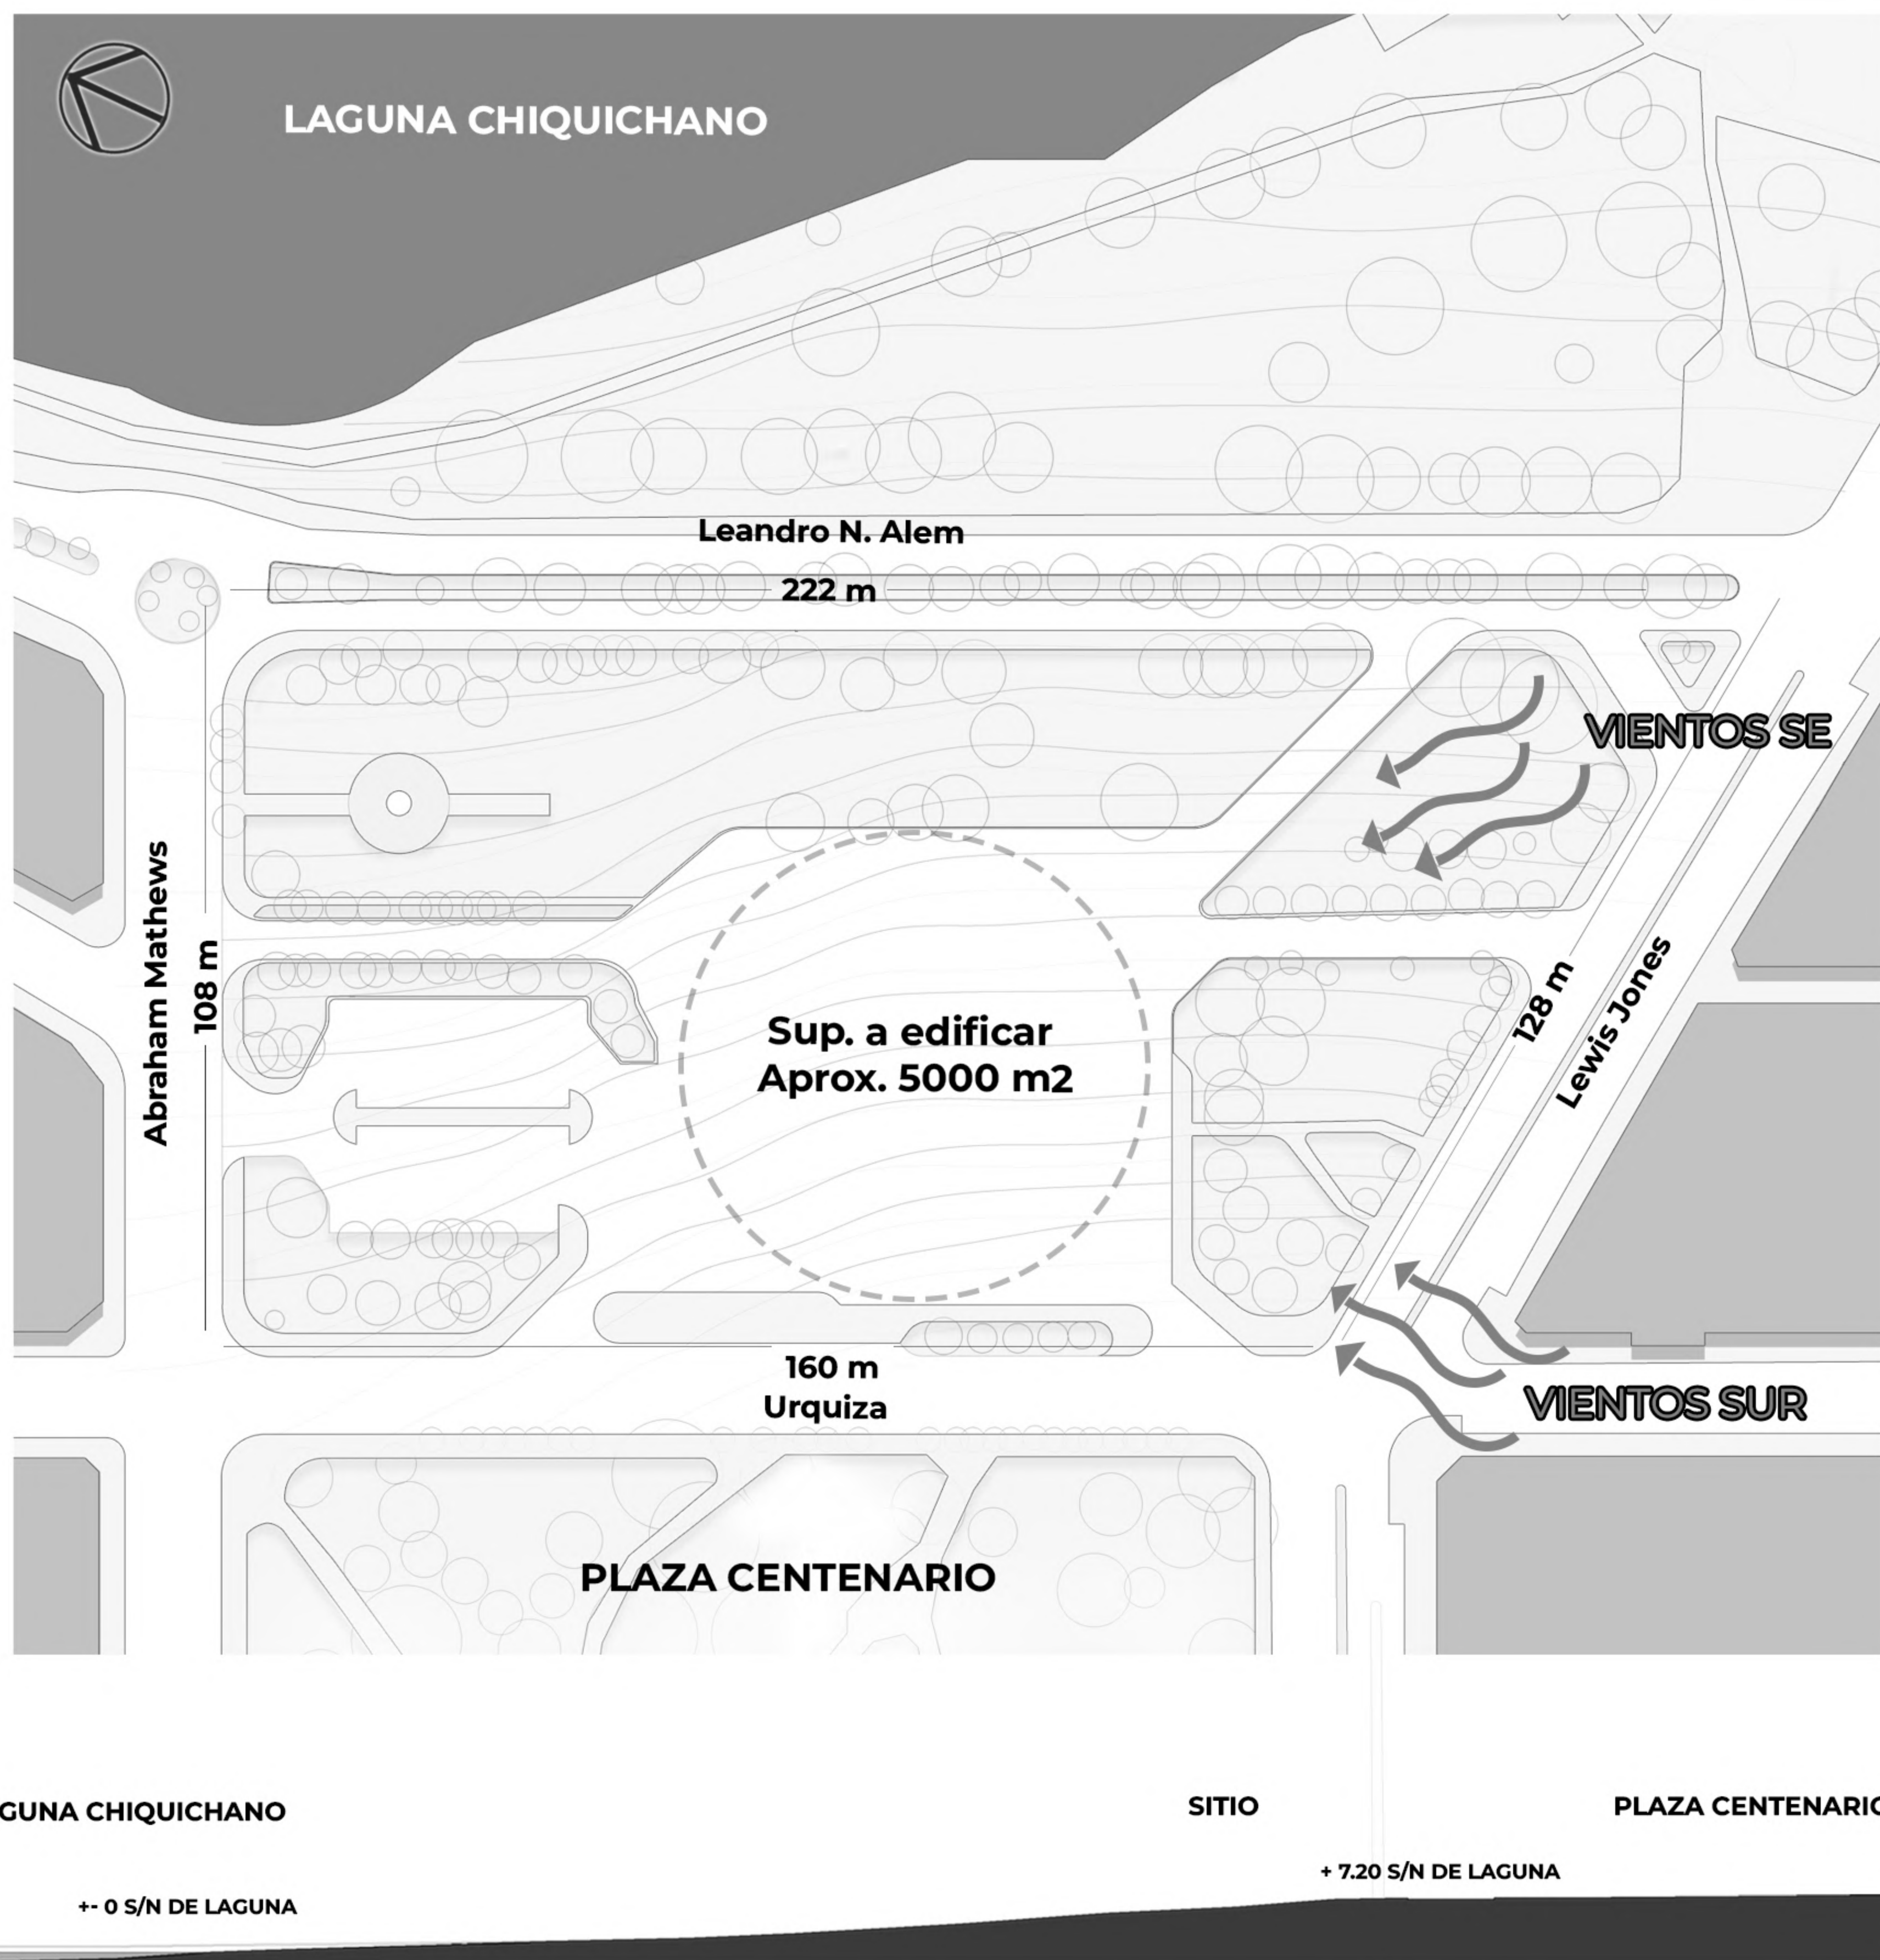 LAGUNA CHIQUICHANO
Leandro N. Alem
222 m
VIENTOS SE
Abraham Mathews
108 m
Sup. a edificar
Aprox. 5000 m2
128 m
Lewis Jones
160 m
Urquiza
VIENTOS SUR
PLAZA CENTENARIO
GUNA CHIQUICHANO
SITIO
PLAZA CENTENARIO
+ 7.20 S/N DE LAGUNA
+- 0 S/N DE LAGUNA